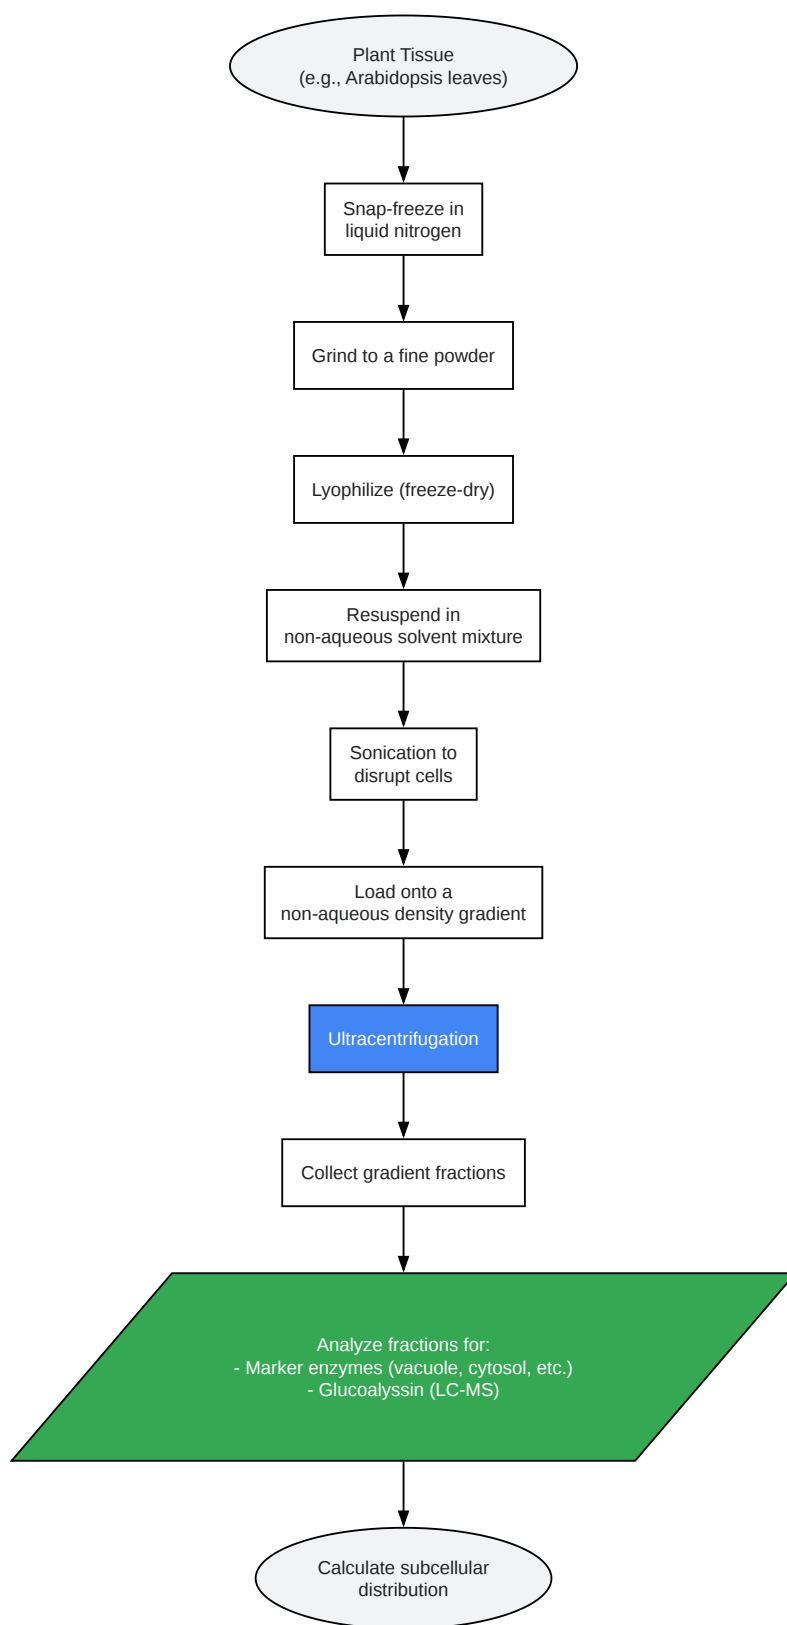 Plant Tissue
(e.g., Arabidopsis leaves)
Snap-freeze in
liquid nitrogen
Grind to a fine powder
Lyophilize (freeze-dry)
Resuspend in
non-aqueous solvent mixture
Sonication to
disrupt cells
Load onto a
non-aqueous density gradient
Ultracentrifugation
Collect gradient fractions
Analyze fractions for:
- Marker enzymes (vacuole, cytosol, etc.)
- Glucoalyssin (LC-MS)
Calculate subcellular
distribution